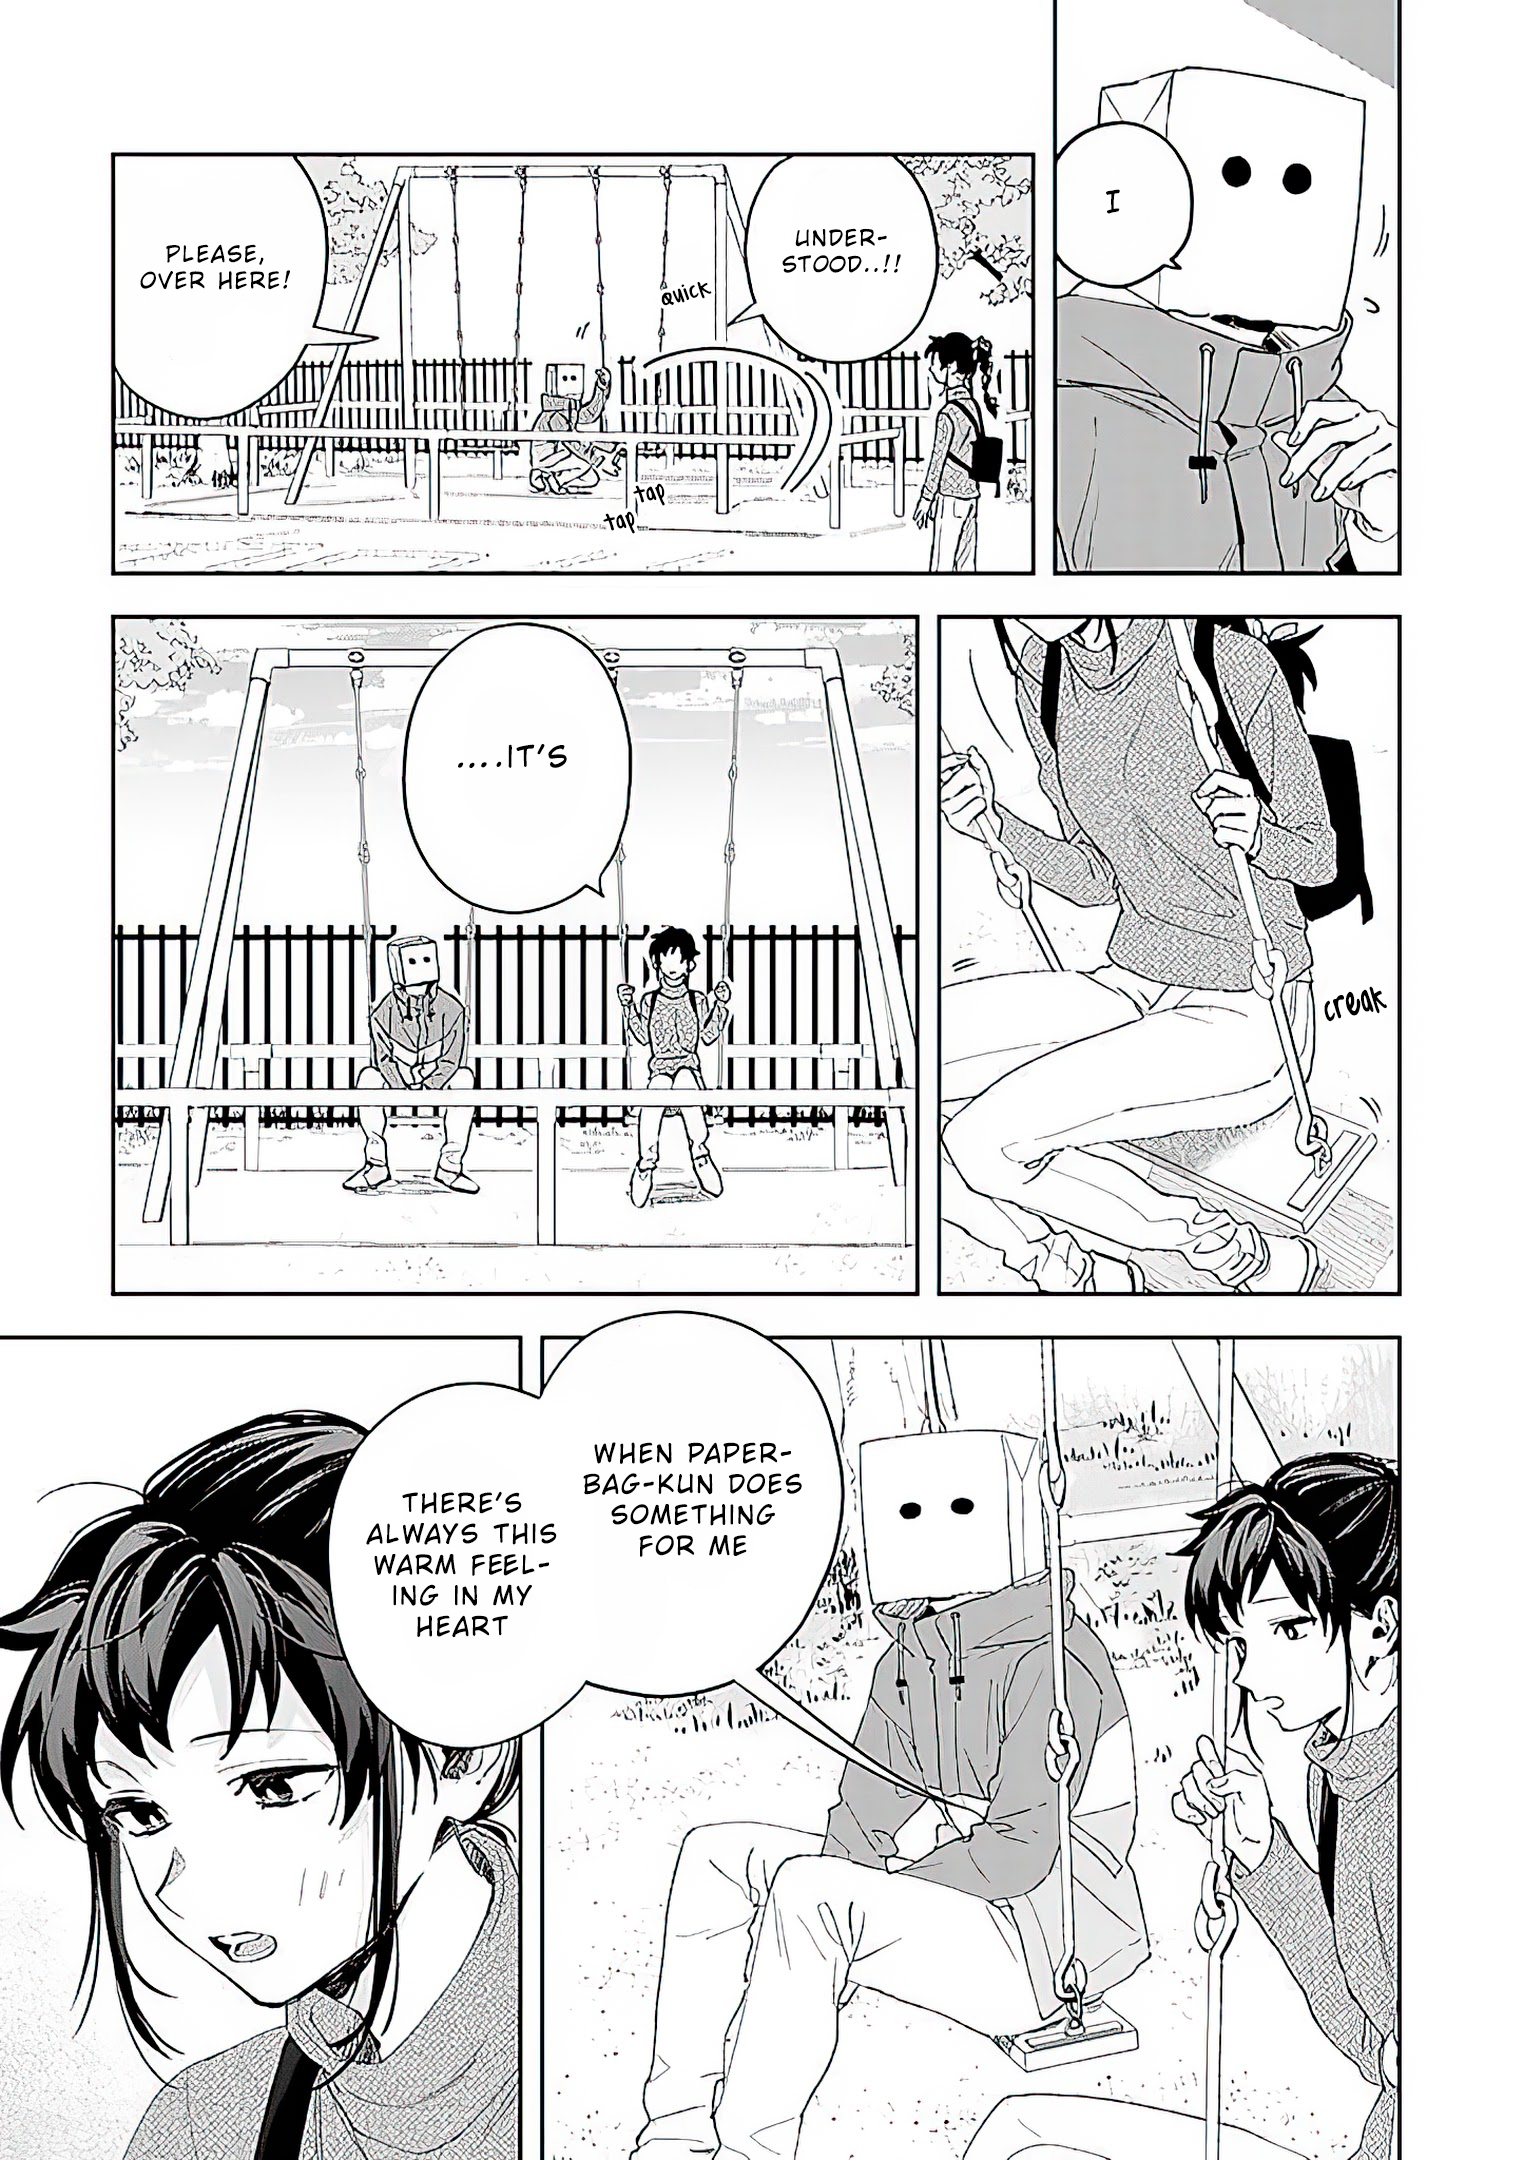 I
UNDER-
STOOD..!!
QUICK
PLEASE,
OVER HERE!
tap
tap
creak
....IT'S
WHEN PAPER-
BAG-KUN DOES
SOMETHING
FOR ME
THERE'S
ALWAYS THIS
WARM FEEL-
ING IN MY
HEART